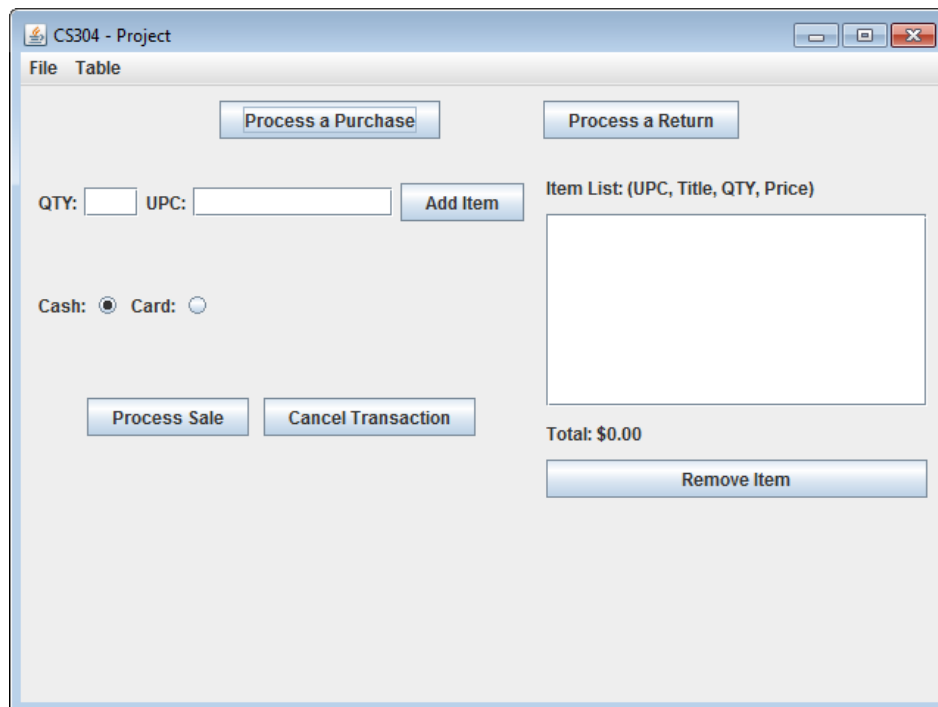 CS304 - Project
File Table
Process a Purchase Process a Return
QTY: UPC: Add Item
Item List: (UPC, Title, QTY, Price)
Cash: Card:
Process Sale Cancel Transaction
Total: $0.00
Remove Item